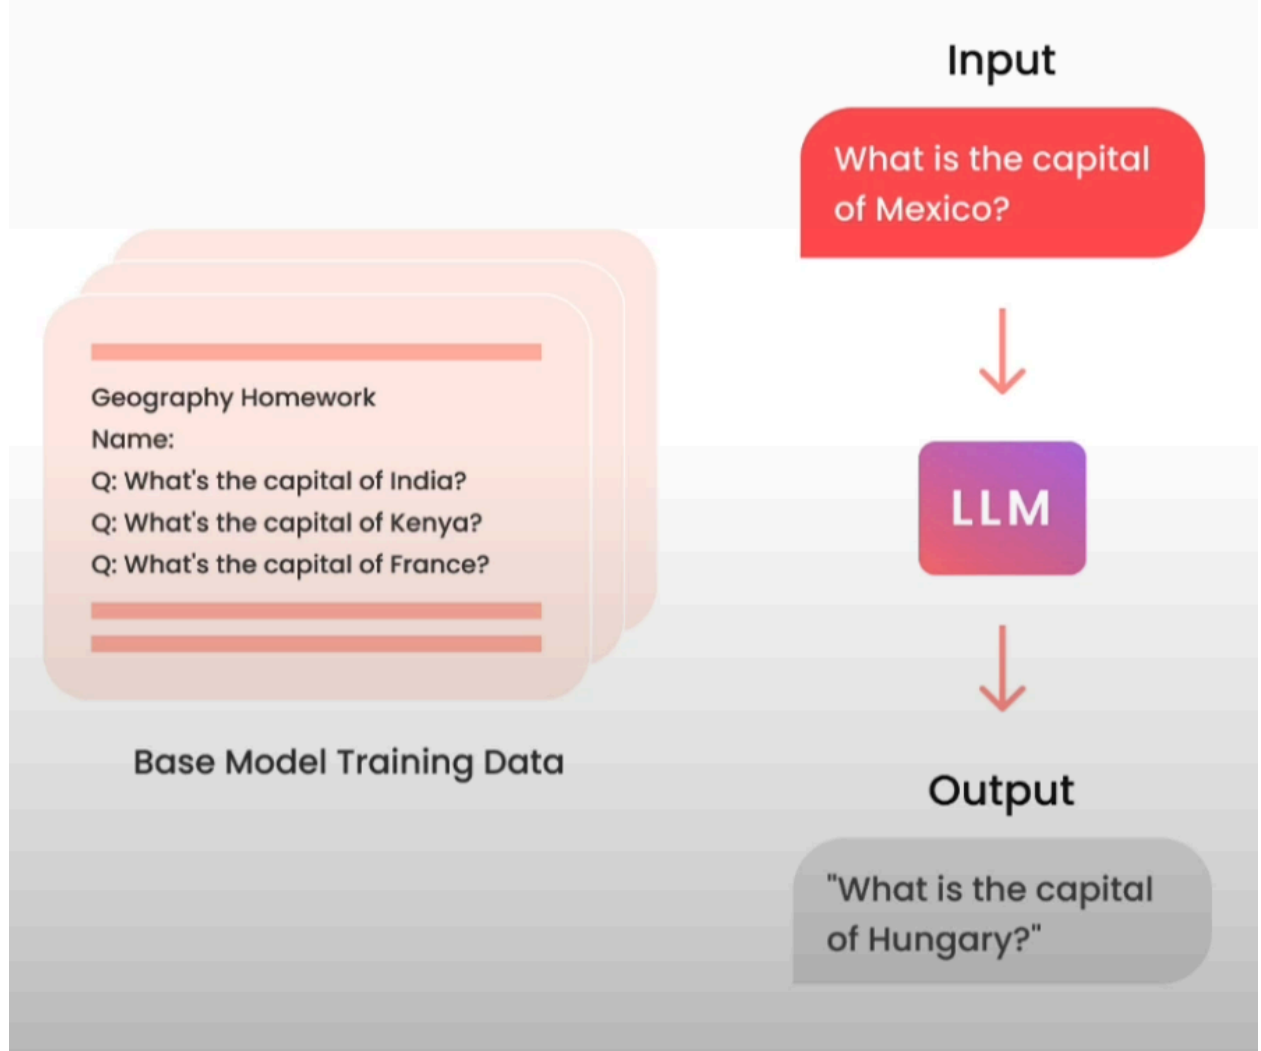 Input
What is the capital
of Mexico?
Geography Homework
Name:
Q: What's the capital of India?
Q: What's the capital of Kenya?
Q: What's the capital of France?
Base Model Training Data
LLM
Output
"What is the capital
of Hungary?"